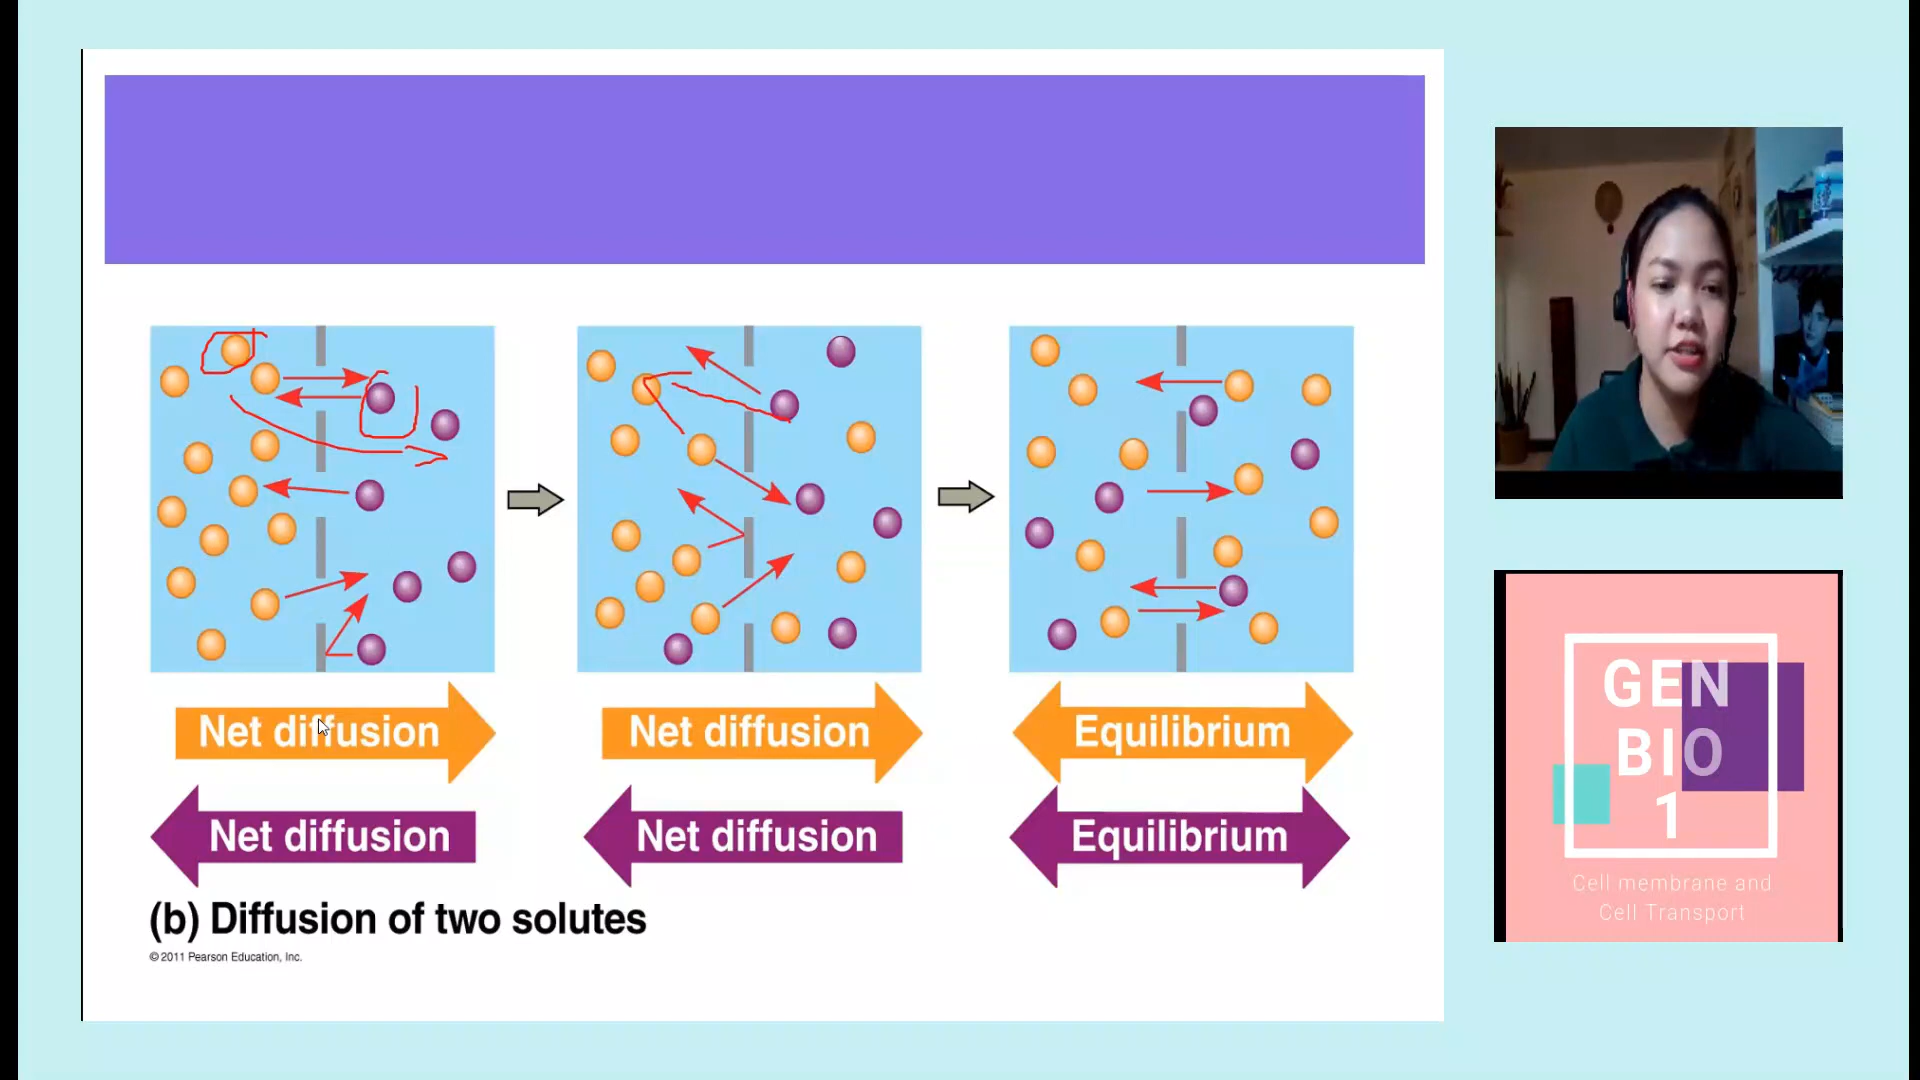 Net diffusion
Net diffusion
Equilibrium
Net diffusion
Net diffusion
Equilibrium
(b) Diffusion of two solutes
© 2011 Pearson Education, Inc.
GEN
BIO
1
Cell membrane and
Cell Transport